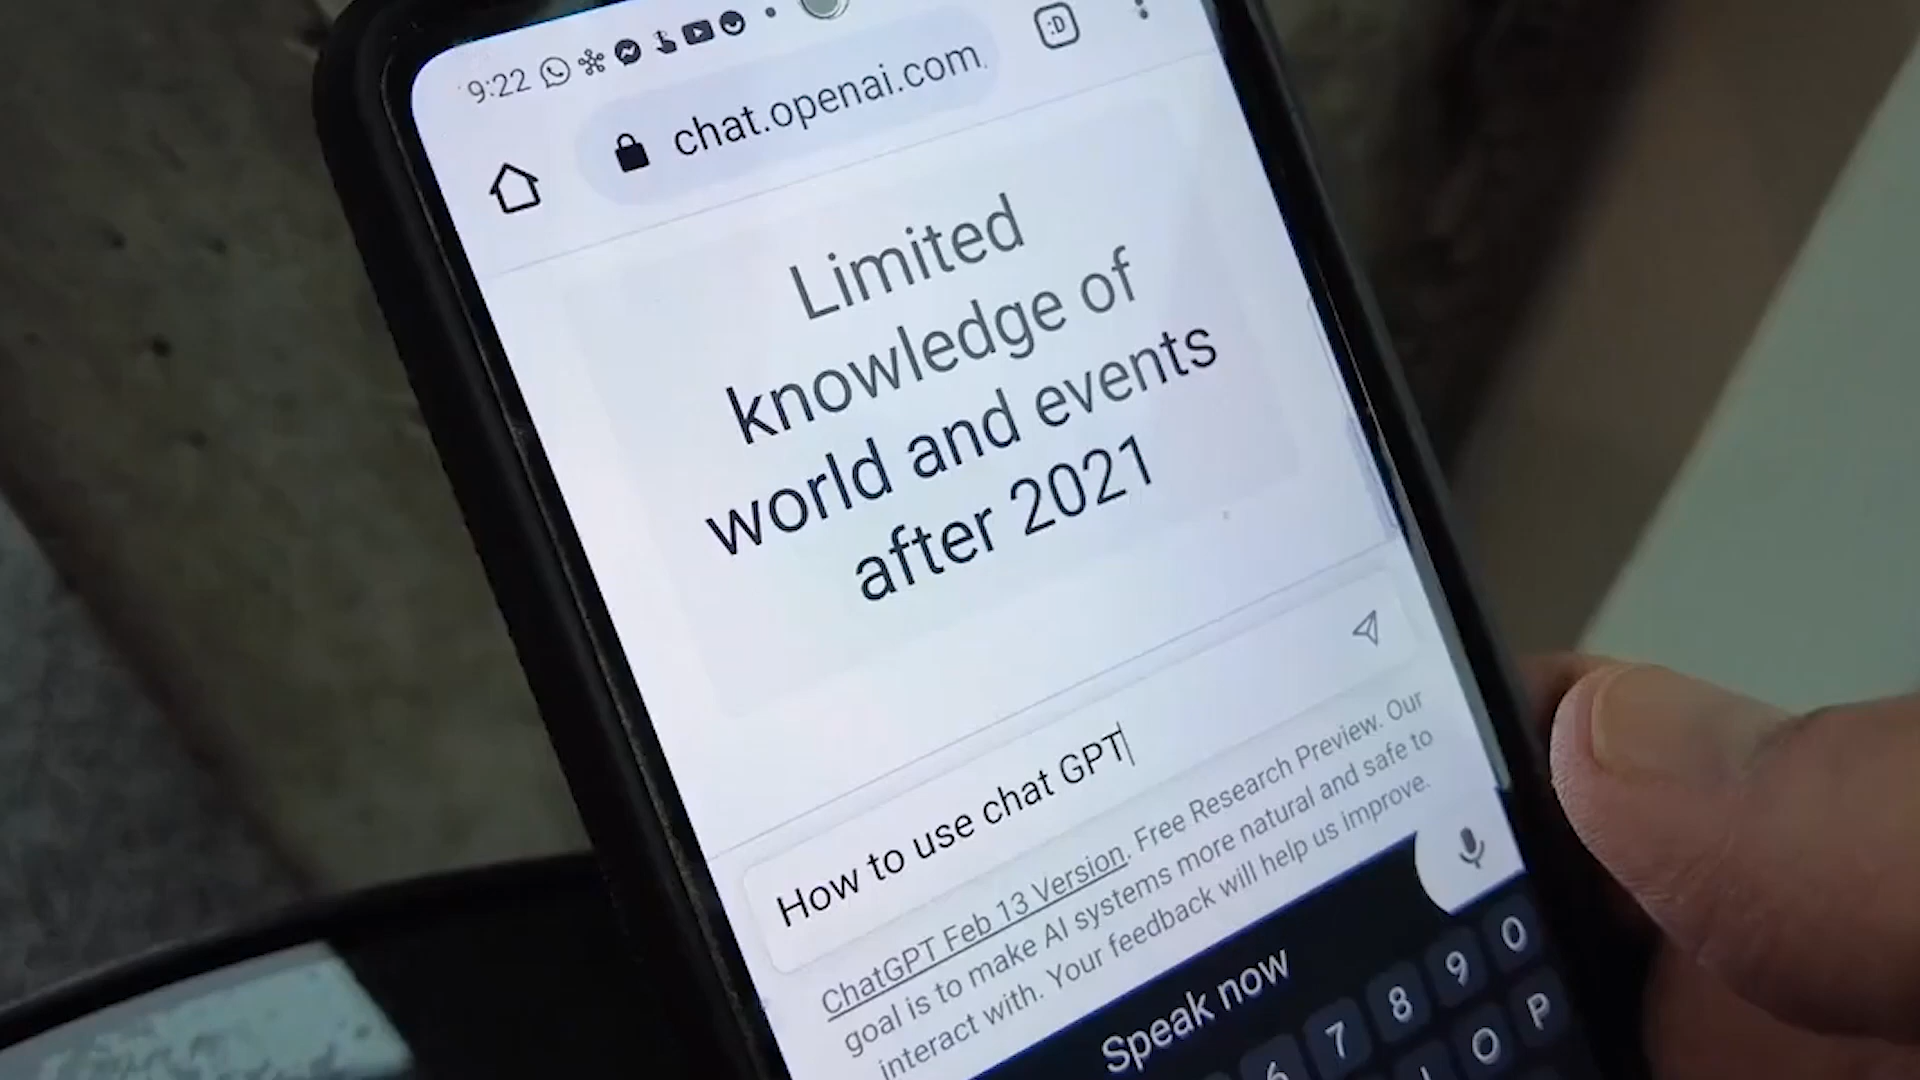 9:22
chat.openai.com
:D
Limited
knowledge of
world and events
after 2021
How to use chat GPT
ChatGPT Feb 13 Version. Free Research Preview. Our
goal is to make AI systems more natural and safe to
interact with. Your feedback will help us improve.
Speak now
6 7 8 9 0
O P